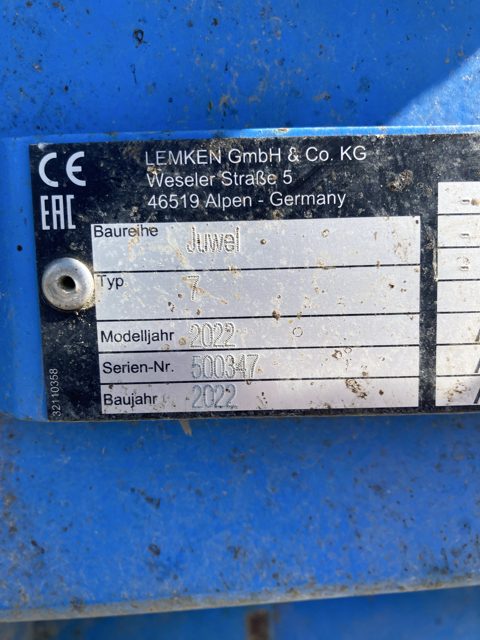 CE
EAC
LEMKEN GmbH & Co. KG
Weseler Straße 5
46519 Alpen - Germany
Baureihe Juwel
Typ 7
Modelljahr 2022
Serien-Nr. 500347
Baujahr 2022
32110358